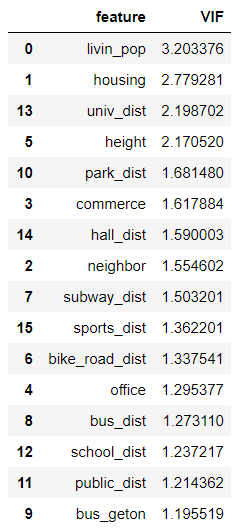 feature VIF
0 livin_pop 3.203376
1 housing 2.779281
13 univ_dist 2.198702
5 height 2.170520
10 park_dist 1.681480
3 commerce 1.617884
14 hall_dist 1.590003
2 neighbor 1.554602
7 subway_dist 1.503201
15 sports_dist 1.362201
6 bike_road_dist 1.337541
4 office 1.295377
8 bus_dist 1.273110
12 school_dist 1.237217
11 public_dist 1.214362
9 bus_geton 1.195519